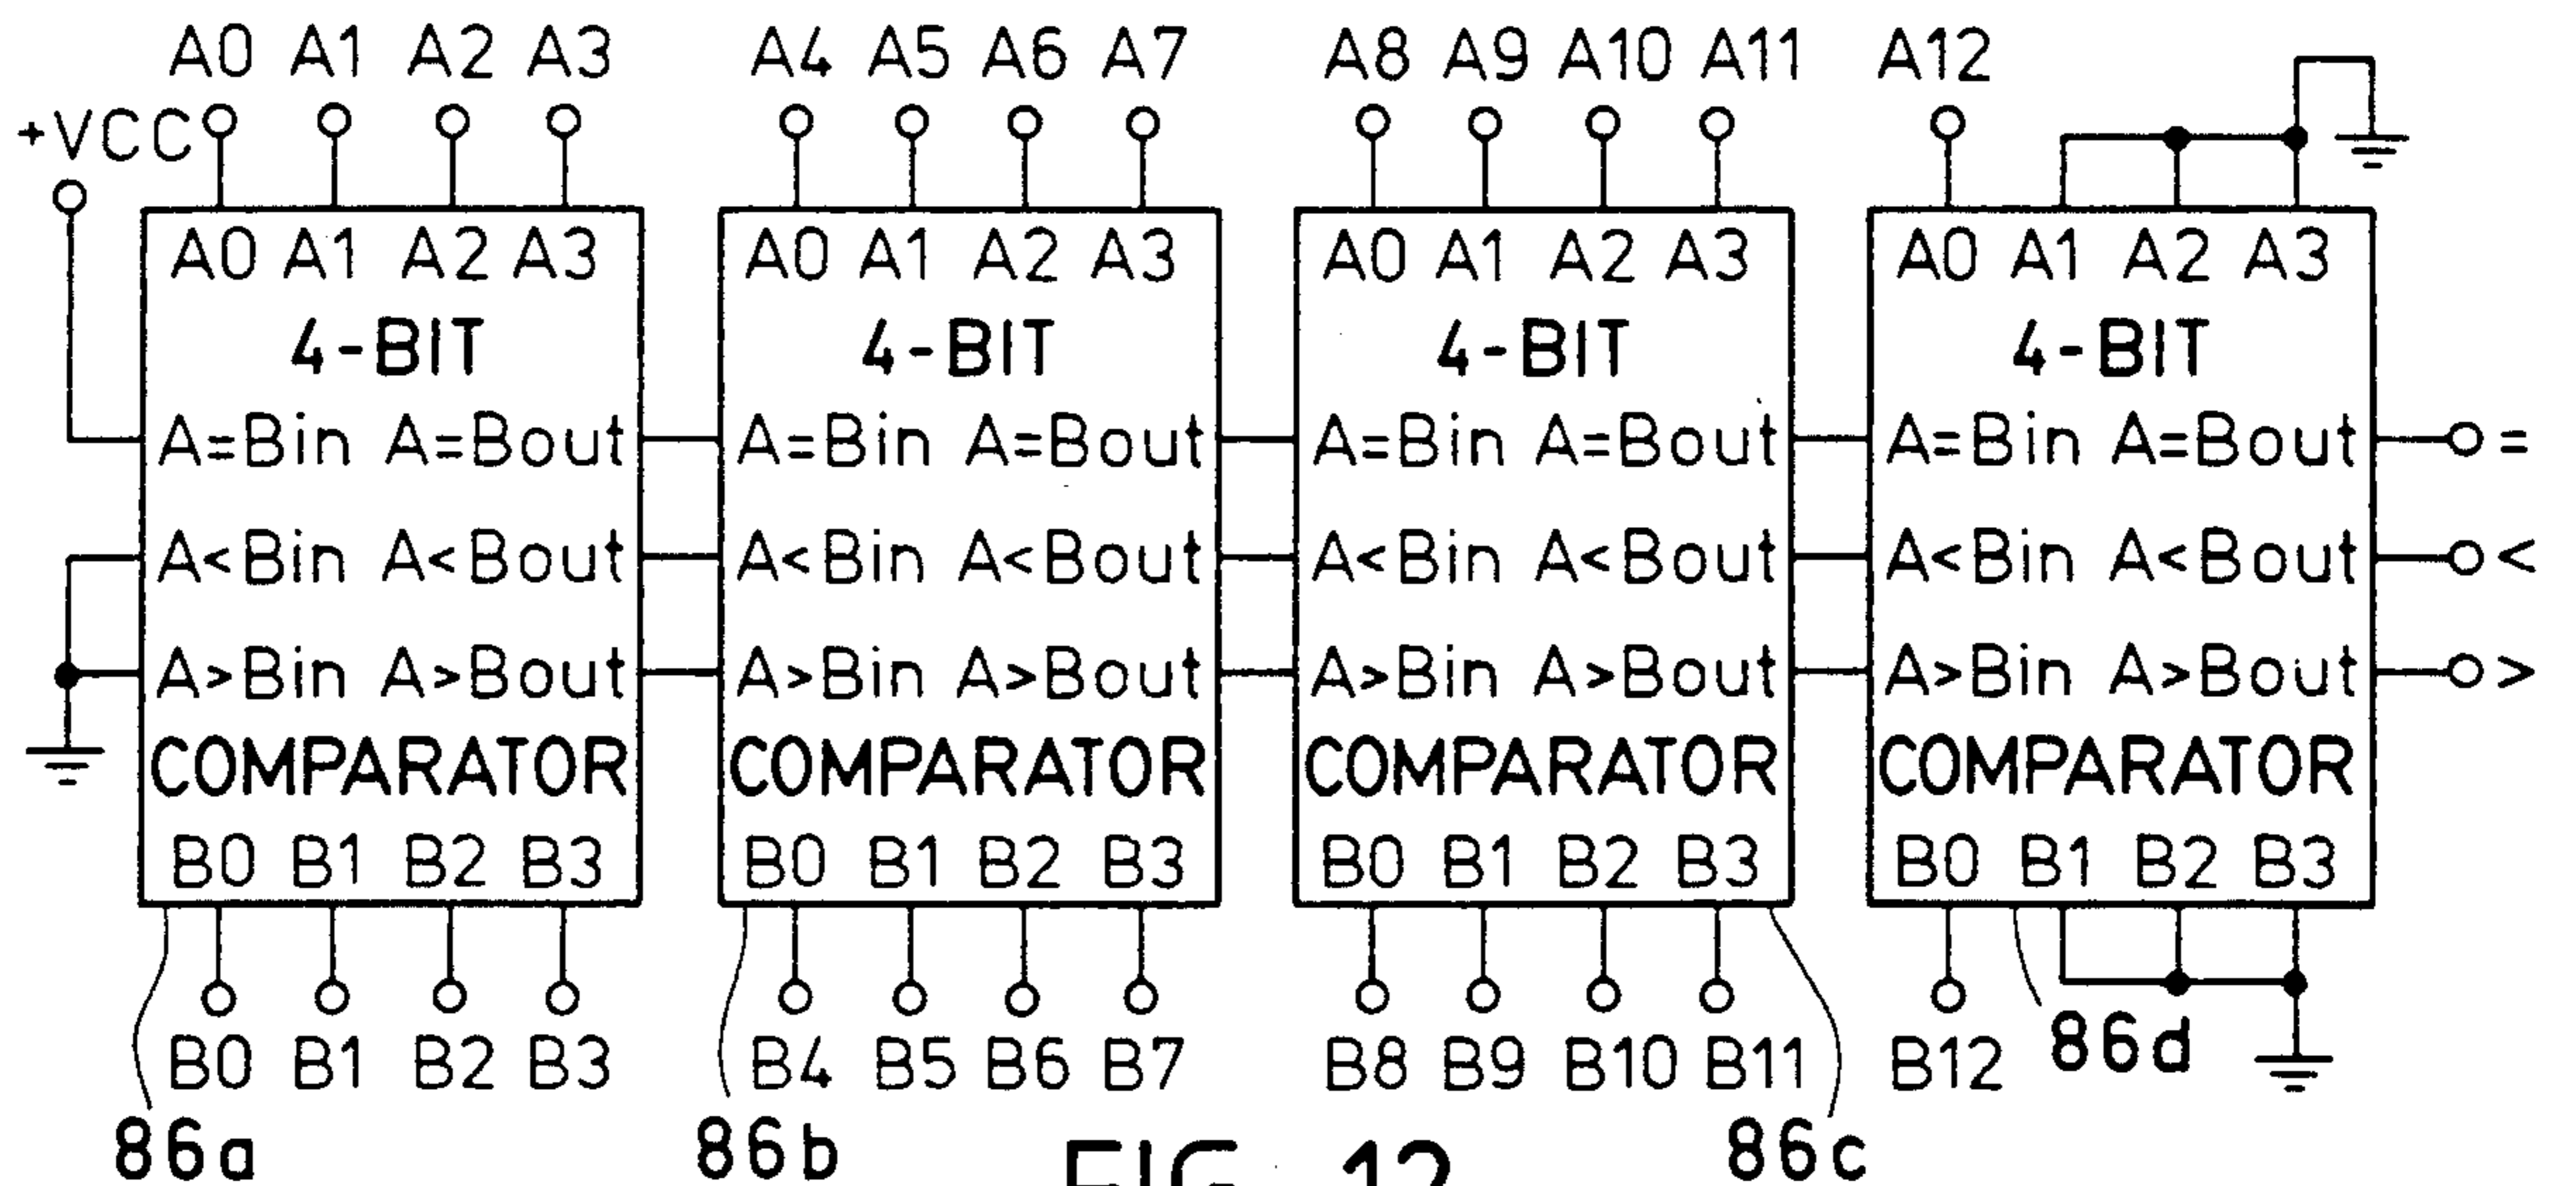 A0 A1 A2 A3 A4 A5 A6 A7 A8 A9 A10 A11 A12
+VCC
A0 A1 A2 A3 A0 A1 A2 A3 A0 A1 A2 A3 A0 A1 A2 A3
4-BIT 4-BIT 4-BIT 4-BIT
A=Bin A=Bout A=Bin A=Bout A=Bin A=Bout A=Bin A=Bout =
A<Bin A<Bout A<Bin A<Bout A<Bin A<Bout A<Bin A<Bout <
A>Bin A>Bout A>Bin A>Bout A>Bin A>Bout A>Bin A>Bout >
COMPARATOR COMPARATOR COMPARATOR COMPARATOR
B0 B1 B2 B3 B0 B1 B2 B3 B0 B1 B2 B3 B0 B1 B2 B3
B0 B1 B2 B3 B4 B5 B6 B7 B8 B9 B10 B11 B12 86d
86a 86b FIG. 12 86c